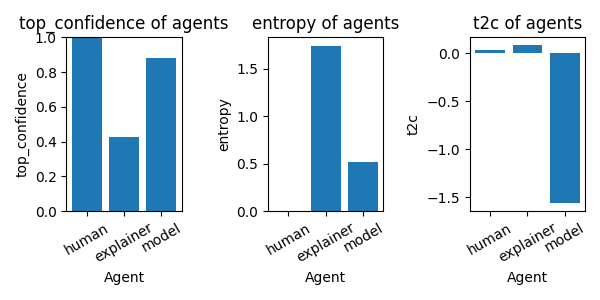 top_confidence of agents
top_confidence
1.0
0.8
0.6
0.4
0.2
0.0
human
explainer
model
Agent
entropy of agents
entropy
1.5
1.0
0.5
0.0
human
explainer
model
Agent
t2c of agents
t2c
0.0
−0.5
−1.0
−1.5
human
explainer
model
Agent